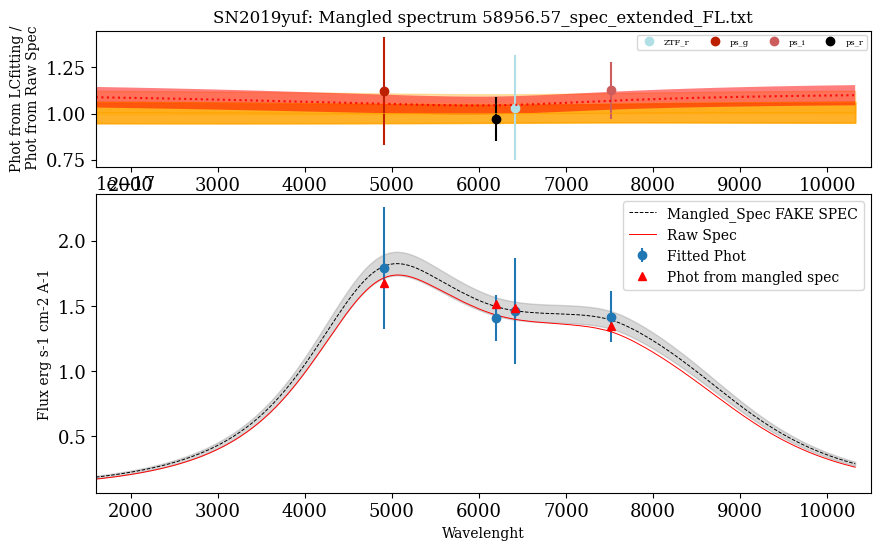 SN2019yuf: Mangled spectrum 58956.57_spec_extended_FL.txt
Phot from LCfitting /
Phot from Raw Spec
1.25
1.00
0.75
ZTF_r ps_g ps_i ps_r
2000 3000 4000 5000 6000 7000 8000 9000 10000
1e−17
Flux erg s-1 cm-2 A-1
2.0
1.5
1.0
0.5
Mangled_Spec FAKE SPEC
Raw Spec
Fitted Phot
Phot from mangled spec
2000 3000 4000 5000 6000 7000 8000 9000 10000
Wavelenght